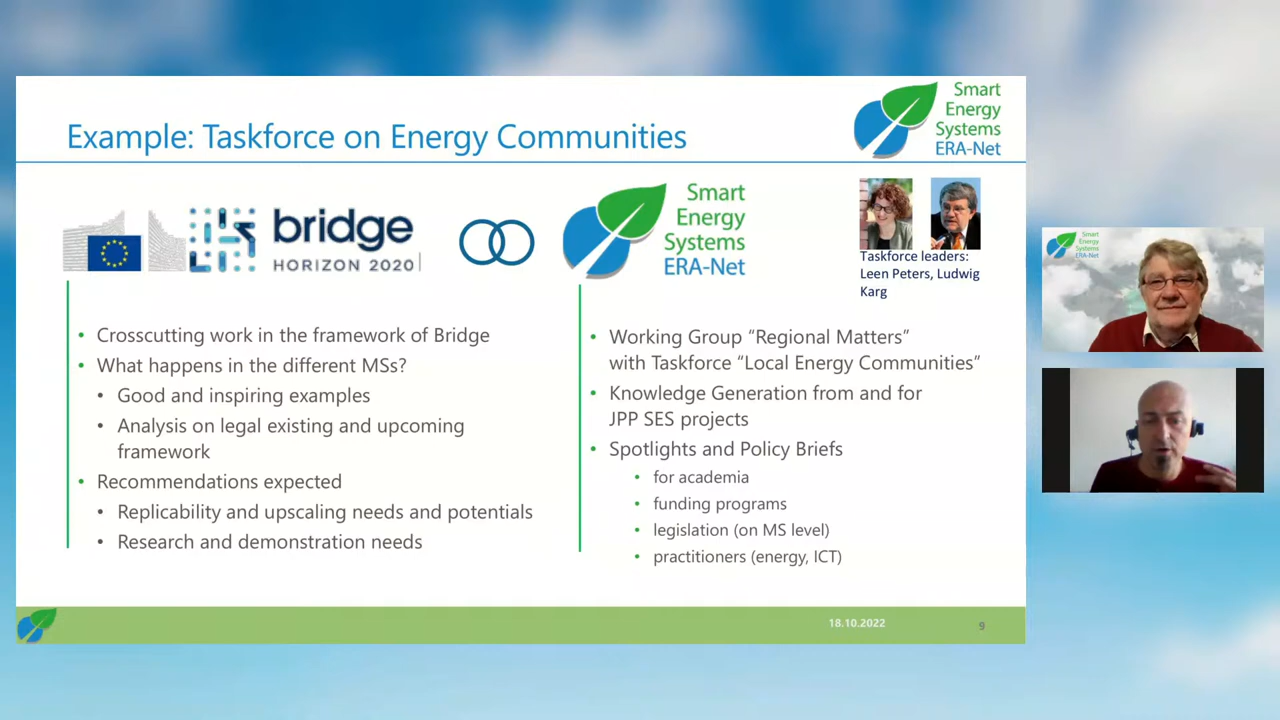 Example: Taskforce on Energy Communities
Smart
Energy
Systems
ERA-Net
bridge
HORIZON 2020
Smart
Energy
Systems
ERA-Net
Taskforce leaders:
Leen Peters, Ludwig
Karg
• Crosscutting work in the framework of Bridge
• What happens in the different MSs?
• Good and inspiring examples
• Analysis on legal existing and upcoming
framework
• Recommendations expected
• Replicability and upscaling needs and potentials
• Research and demonstration needs
• Working Group “Regional Matters”
with Taskforce “Local Energy Communities”
• Knowledge Generation from and for
JPP SES projects
• Spotlights and Policy Briefs
• for academia
• funding programs
• legislation (on MS level)
• practitioners (energy, ICT)
18.10.2022
9
Smart
Energy
Systems
ERA-Net